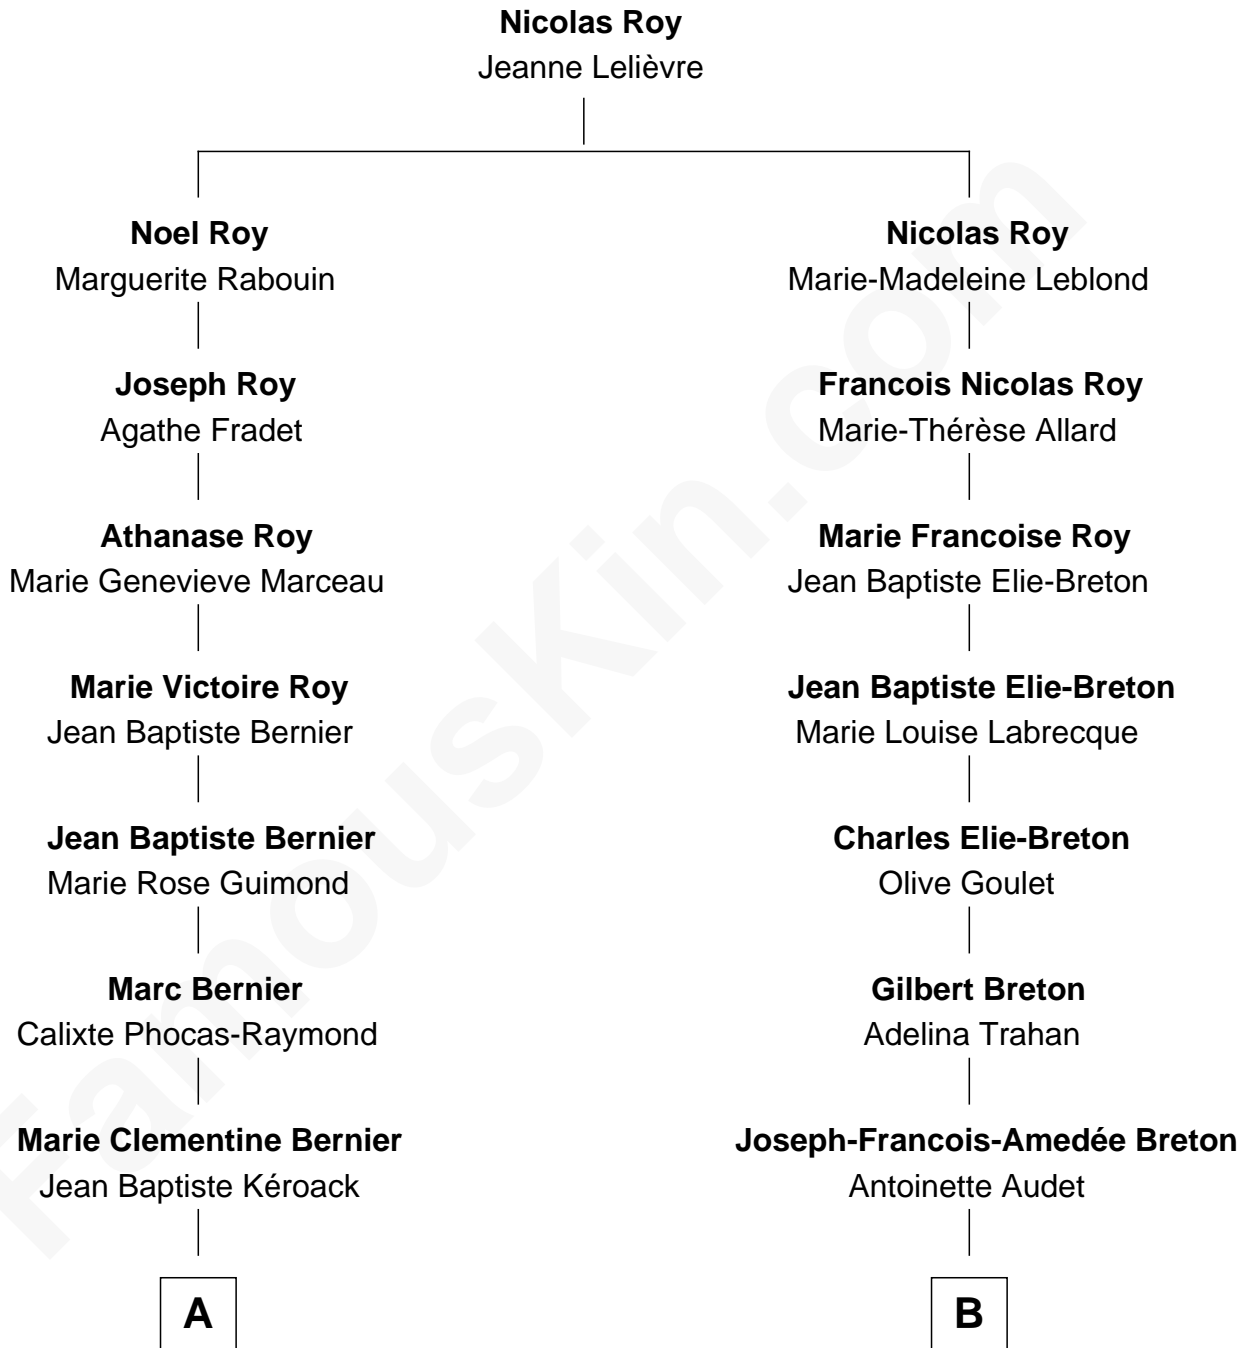 Nicolas Roy
Jeanne Lelièvre
Noel Roy
Marguerite Rabouin
Joseph Roy
Agathe Fradet
Athanase Roy
Marie Genevieve Marceau
Marie Victoire Roy
Jean Baptiste Bernier
Jean Baptiste Bernier
Marie Rose Guimond
Marc Bernier
Calixte Phocas-Raymond
Marie Clementine Bernier
Jean Baptiste Kéroack
A
Nicolas Roy
Marie-Madeleine Leblond
Francois Nicolas Roy
Marie-Thérèse Allard
Marie Francoise Roy
Jean Baptiste Elie-Breton
Jean Baptiste Elie-Breton
Marie Louise Labrecque
Charles Elie-Breton
Olive Goulet
Gilbert Breton
Adelina Trahan
Joseph-Francois-Amedée Breton
Antoinette Audet
B
FamousKin.com